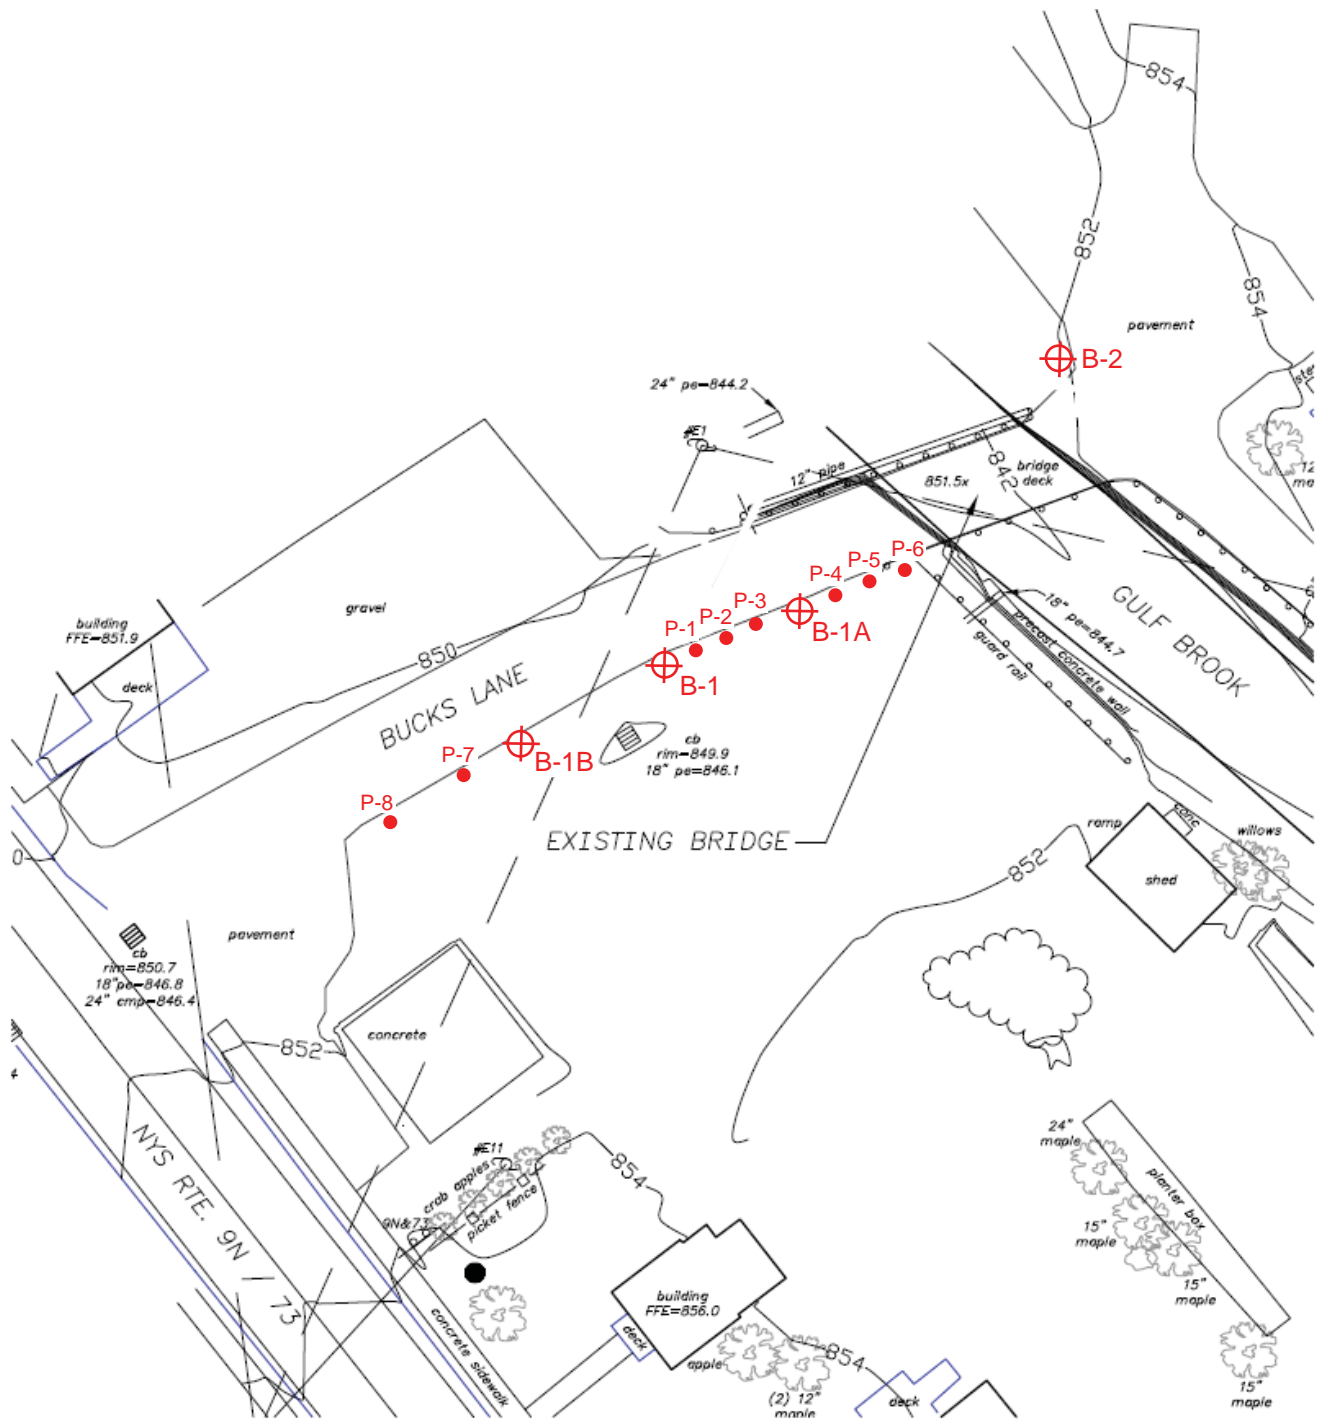 854
852
854
pavement
B-2
ste
12"
24" pe=844.2
#E1
12" pipe
842
bridge
deck
851.5x
P-6
P-5
P-4
P-3
P-2
P-1
B-1A
B-1
GULF BROOK
18" pe=844.7
precast concrete wall
guard rail
gravel
building
FFE=851.9
deck
850
BUCKS LANE
cb
rim=849.9
18" pe=846.1
P-7
B-1B
P-8
EXISTING BRIDGE
852
ramp
conc
willows
shed
pavement
cb
rim=850.7
18"pe=846.8
24" cmp=846.4
concrete
852
NYS RTE. 9N / 73
#E11
crab apples
picket fence
9N&73
854
24"
maple
planter box
15"
maple
15"
maple
building
FFE=856.0
deck
concrete sidewalk
apple
854
(2) 12"
maple
deck
15"
maple